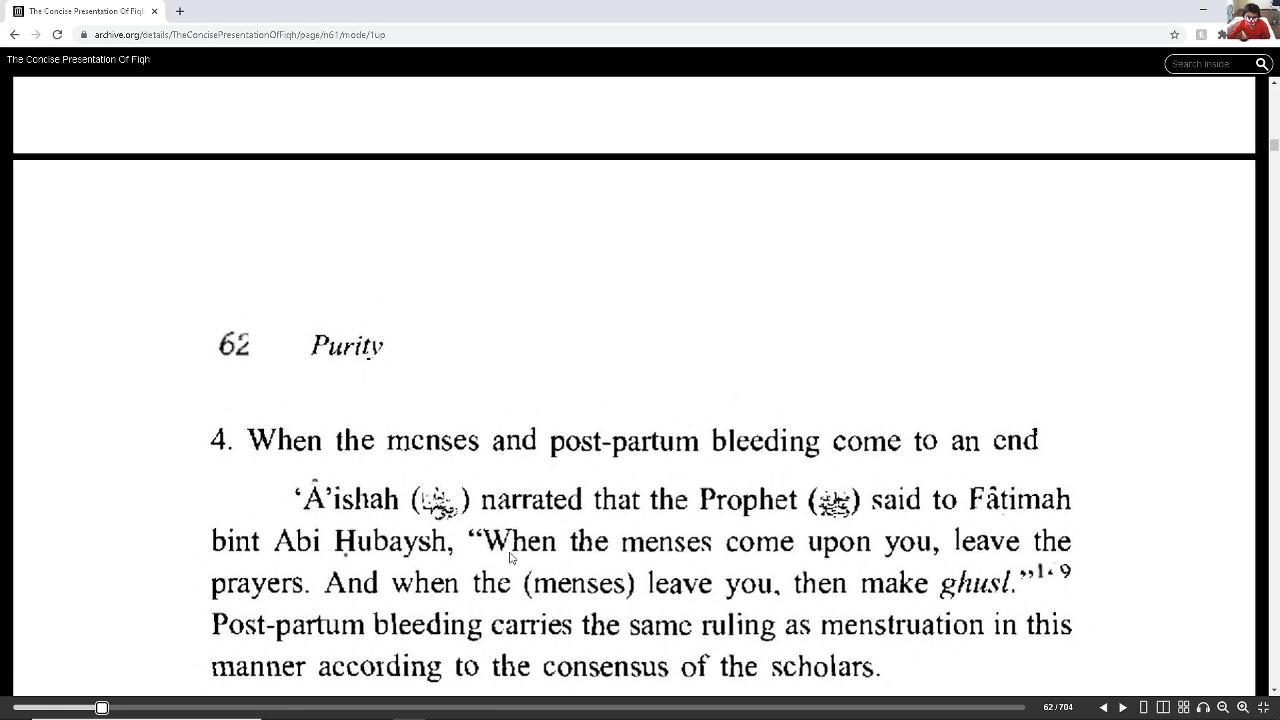 The Concise Presentation Of Fiqh
archive.org/details/TheConcisePresentationOfFiqh/page/n61/mode/1up
The Concise Presentation Of Fiqh
Search inside
62 Purity
4. When the menses and post-partum bleeding come to an end
‘Â’ishah () narrated that the Prophet () said to Fâtimah
bint Abi Ḥubaysh, “When the menses come upon you, leave the
prayers. And when the (menses) leave you, then make ghusl.”
Post-partum bleeding carries the same ruling as menstruation in this
manner according to the consensus of the scholars.
62 / 704